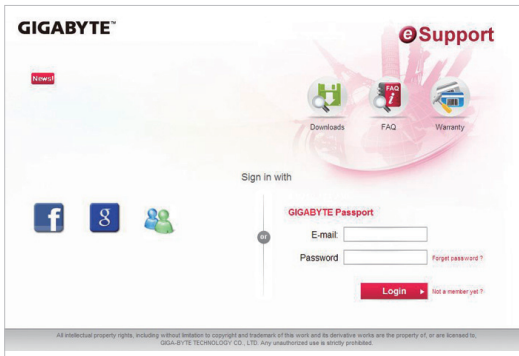 GIGABYTE™
eSupport
News!
FAQ
Downloads FAQ Warranty
Sign in with
f
g
or
GIGABYTE Passport
E-mail:
Password
Forget password ?
Login
Not a member yet ?
All intellectual property rights, including without limitation to copyright and trademark of this work and its derivative works are the property of, or are licensed to,
GIGA-BYTE TECHNOLOGY CO., LTD. Any unauthorized use is strictly prohibited.